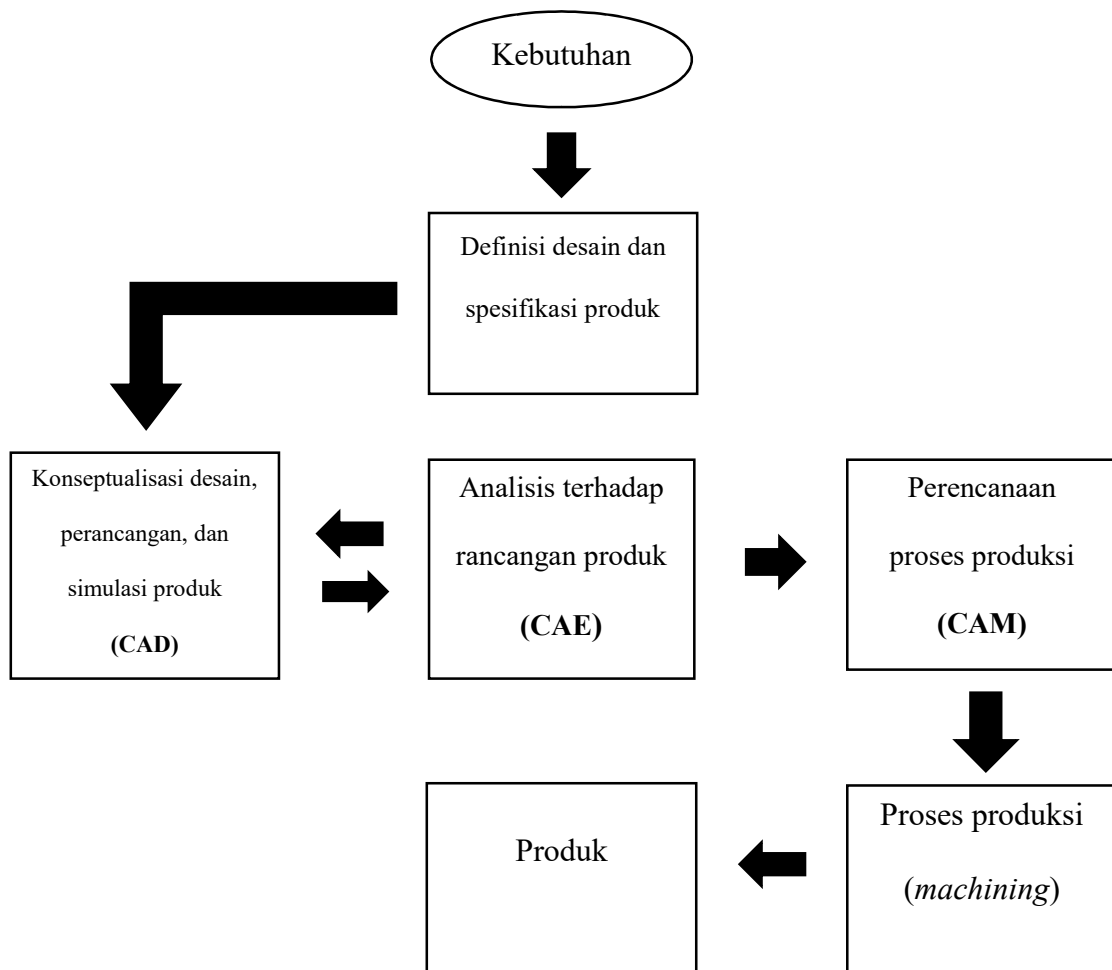 Kebutuhan
Definisi desain dan
spesifikasi produk
Konseptualisasi desain,
perancangan, dan
simulasi produk
(CAD)
Analisis terhadap
rancangan produk
(CAE)
Perencanaan
proses produksi
(CAM)
Proses produksi
(machining)
Produk